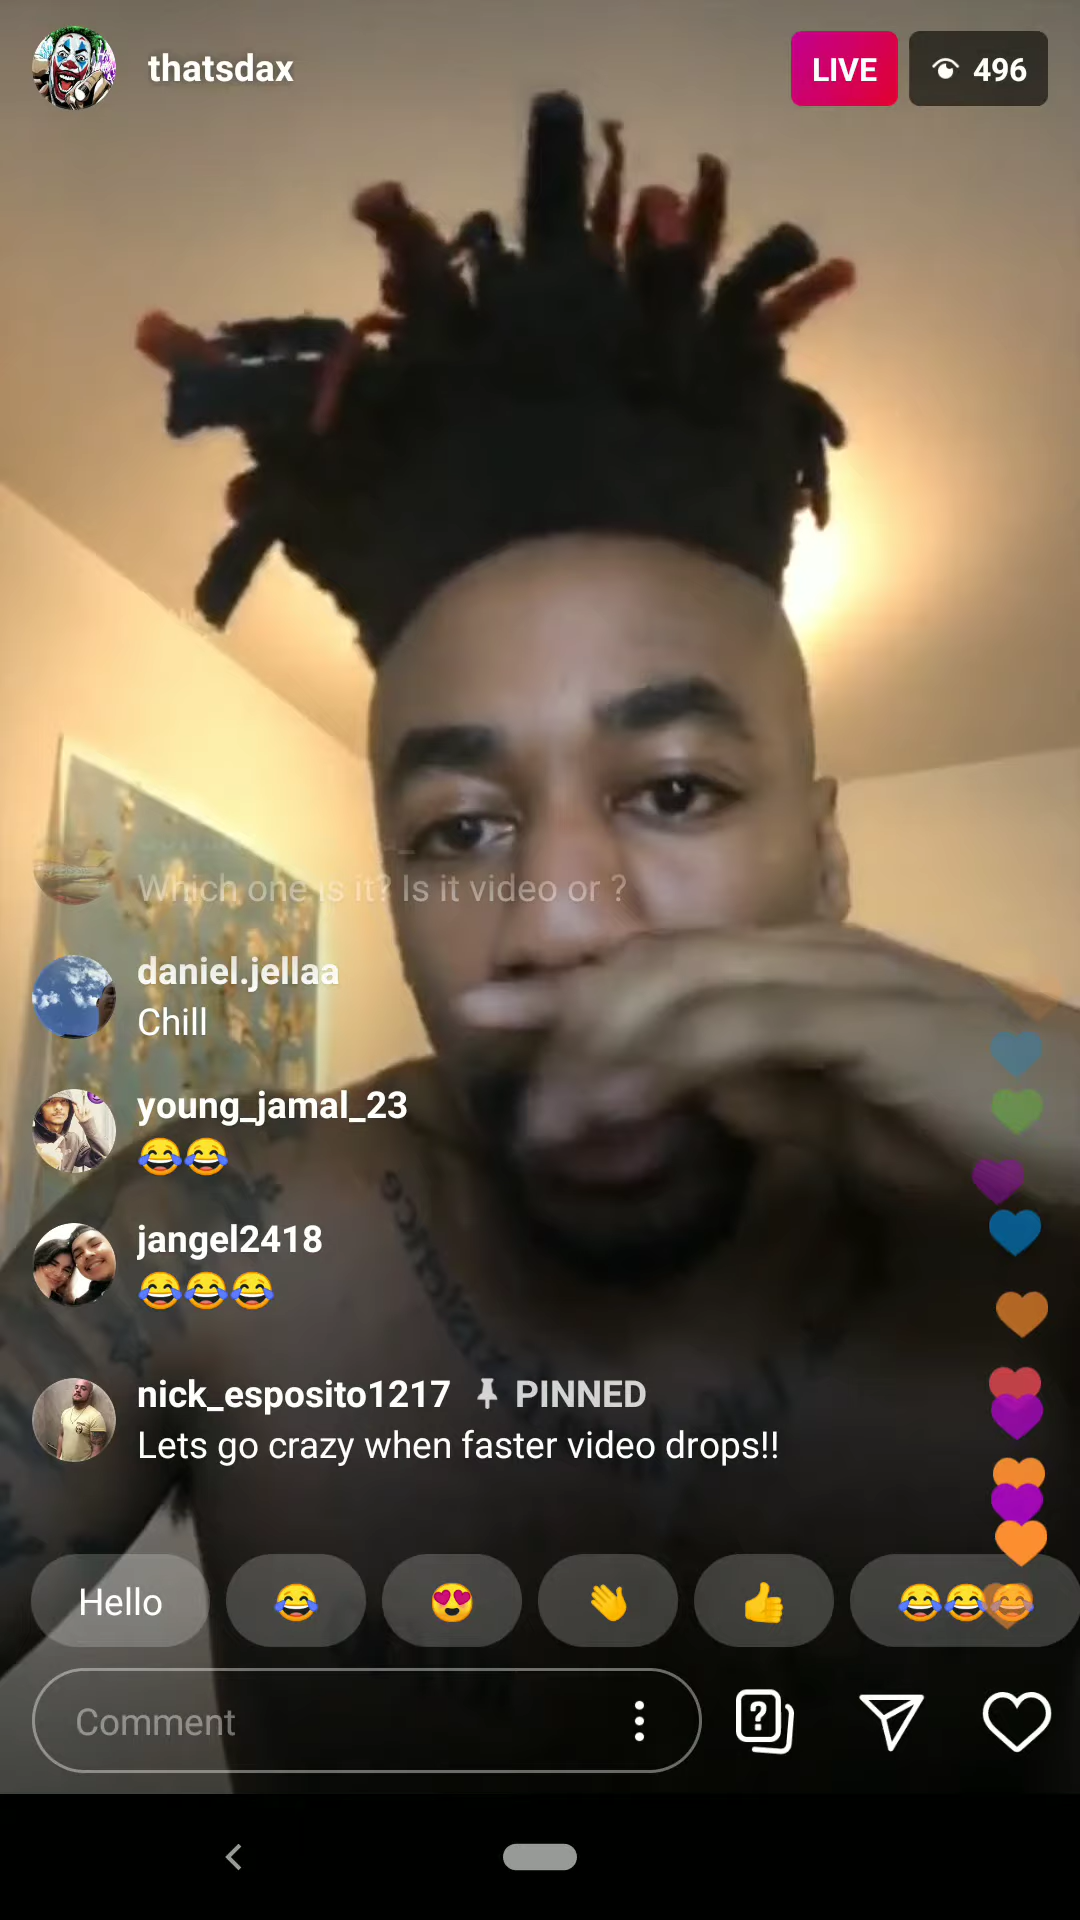 thatsdax
LIVE
496
Which one is it? Is it video or ?
daniel.jellaa
Chill
young_jamal_23
😂😂
jangel2418
😂😂😂
nick_esposito1217 PINNED
Lets go crazy when faster video drops!!
Hello 😂 😍 👋 👍 😂😂😂
Comment